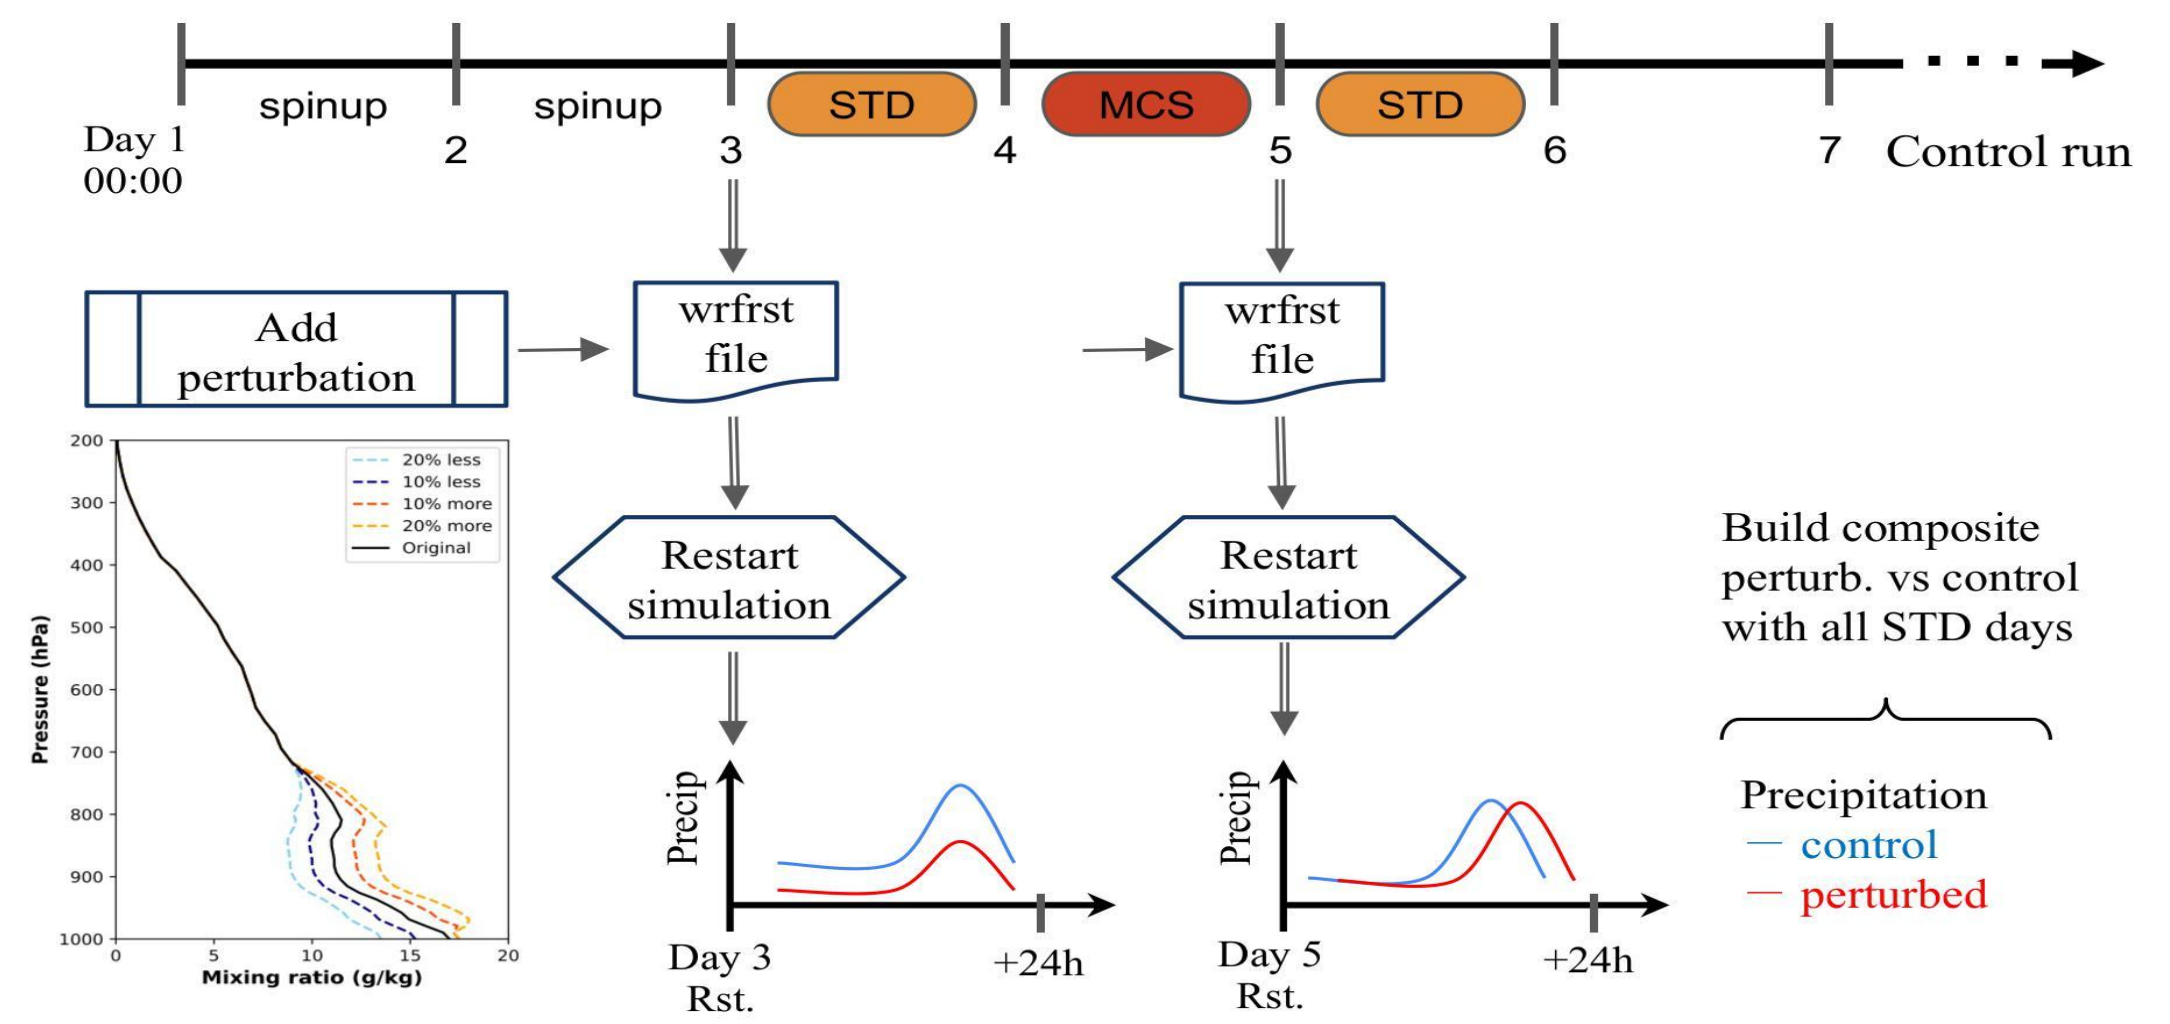 spinup
spinup
STD
MCS
STD
Day 1
00:00
2
3
4
5
6
7
Control run
Add
perturbation
wrfrst
file
wrfrst
file
200
300
400
500
600
700
800
900
1000
Pressure (hPa)
20% less
10% less
10% more
20% more
Original
0
5
10
15
20
Mixing ratio (g/kg)
Restart
simulation
Restart
simulation
Build composite
perturb. vs control
with all STD days
Precip
Day 3
Rst.
+24h
Precip
Day 5
Rst.
+24h
Precipitation
control
perturbed